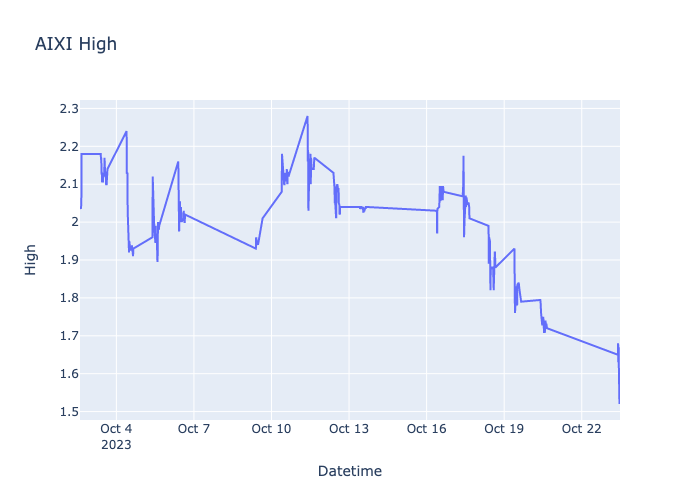 AIXI High
2.3
2.2
2.1
2
1.9
1.8
1.7
1.6
1.5
High
Oct 4
2023
Oct 7
Oct 10
Oct 13
Oct 16
Oct 19
Oct 22
Datetime